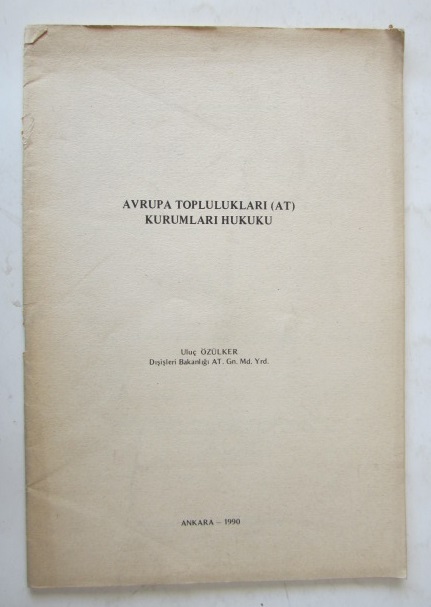 AVRUPA TOPLULUKLARI (AT)
KURUMLARI HUKUKU
Uluç ÖZÜLKER
Dışişleri Bakanlığı AT. Gn. Md. Yrd.
ANKARA – 1990